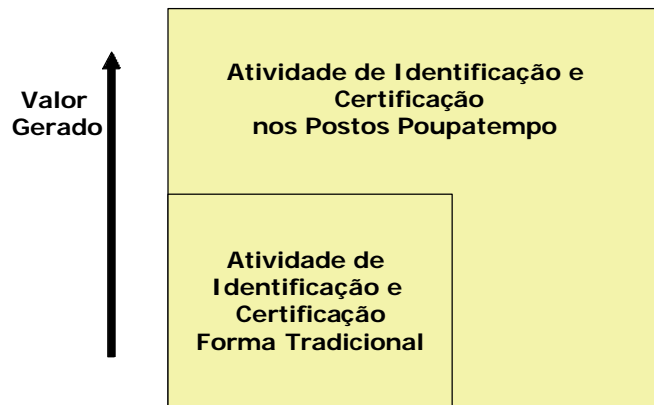 Atividade de Identificação e
Certificação
nos Postos Poupatempo
Valor
Gerado
Atividade de
Identificação e
Certificação
Forma Tradicional